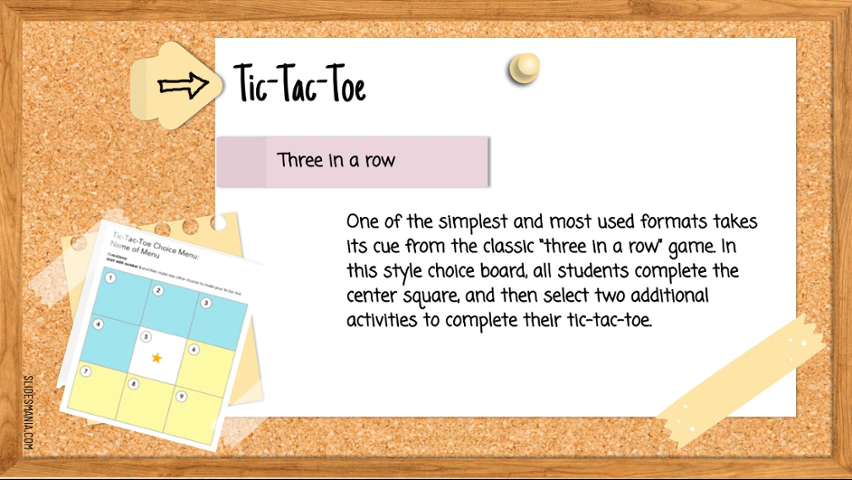 Tic-Tac-Toe
Three in a row
One of the simplest and most used formats takes
its cue from the classic "three in a row" game. In
this style choice board, all students complete the
center square, and then select two additional
activities to complete their tic-tac-toe.
Tic-Tac-Toe Choice Menu:
Name of Menu
1
2
3
4
5
6
7
8
9
SLIDESMANIA.COM